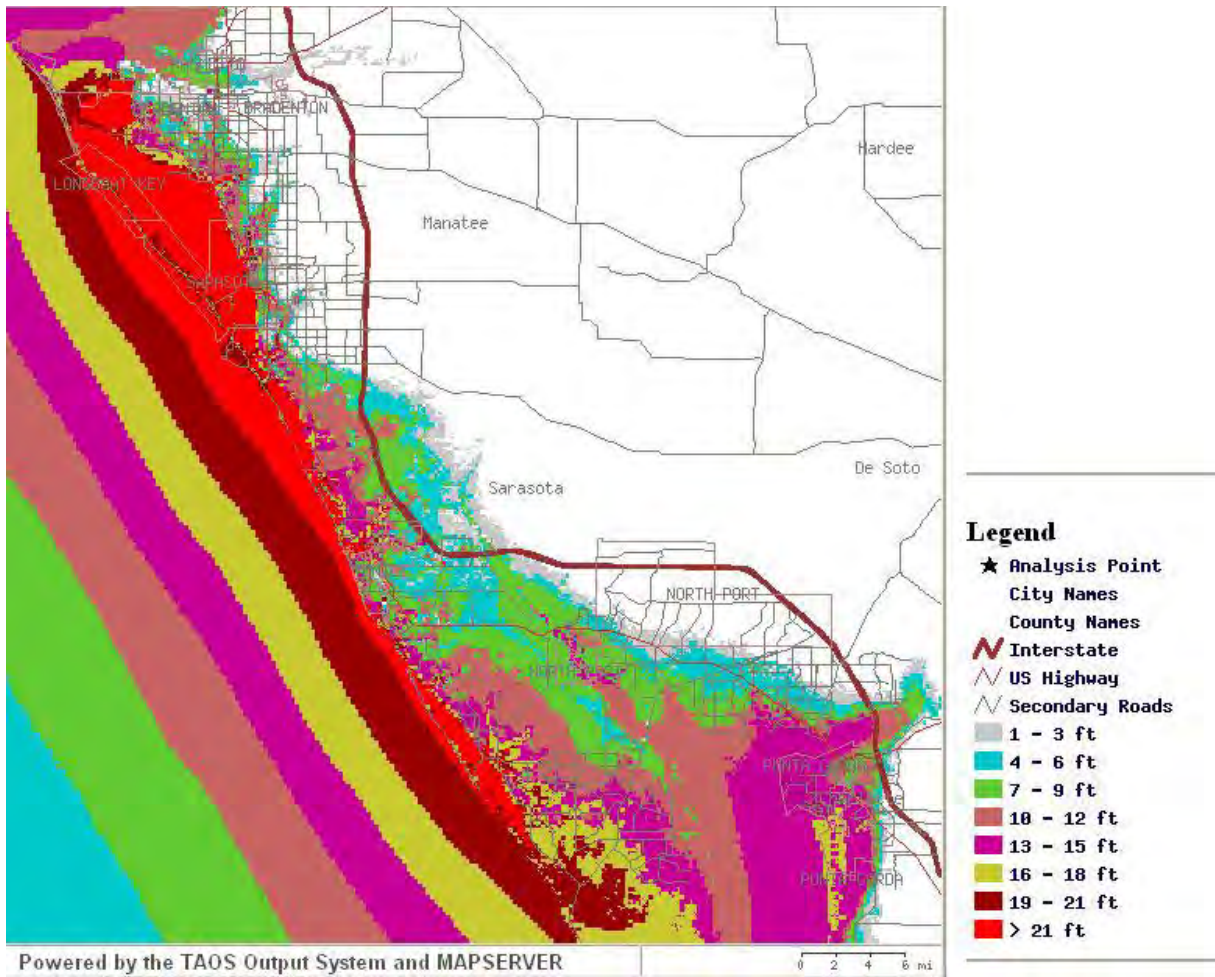 BRADENTON
Hardee
LONGBOAT KEY
Manatee
SARASOTA
De Soto
Sarasota
NORTH PORT
PUNTA GORDA
Legend
Analysis Point
City Names
County Names
Interstate
US Highway
Secondary Roads
1 - 3 ft
4 - 6 ft
7 - 9 ft
10 - 12 ft
13 - 15 ft
16 - 18 ft
19 - 21 ft
> 21 ft
Powered by the TAOS Output System and MAPSERVER
0 2 4 6 mi